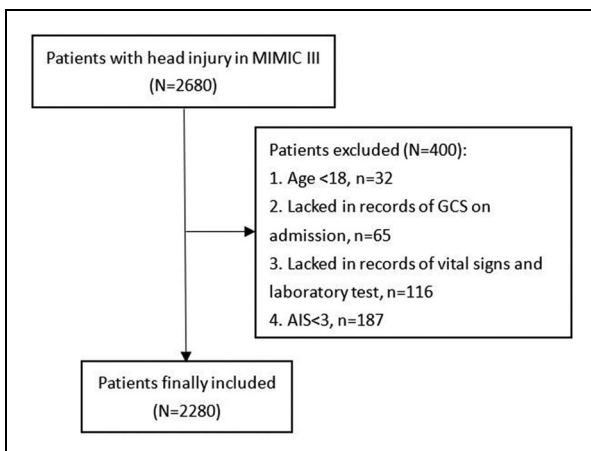 Patients with head injury in MIMIC III
(N=2680)
Patients excluded (N=400):
1. Age <18, n=32
2. Lacked in records of GCS on
admission, n=65
3. Lacked in records of vital signs and
laboratory test, n=116
4. AIS<3, n=187
Patients finally included
(N=2280)